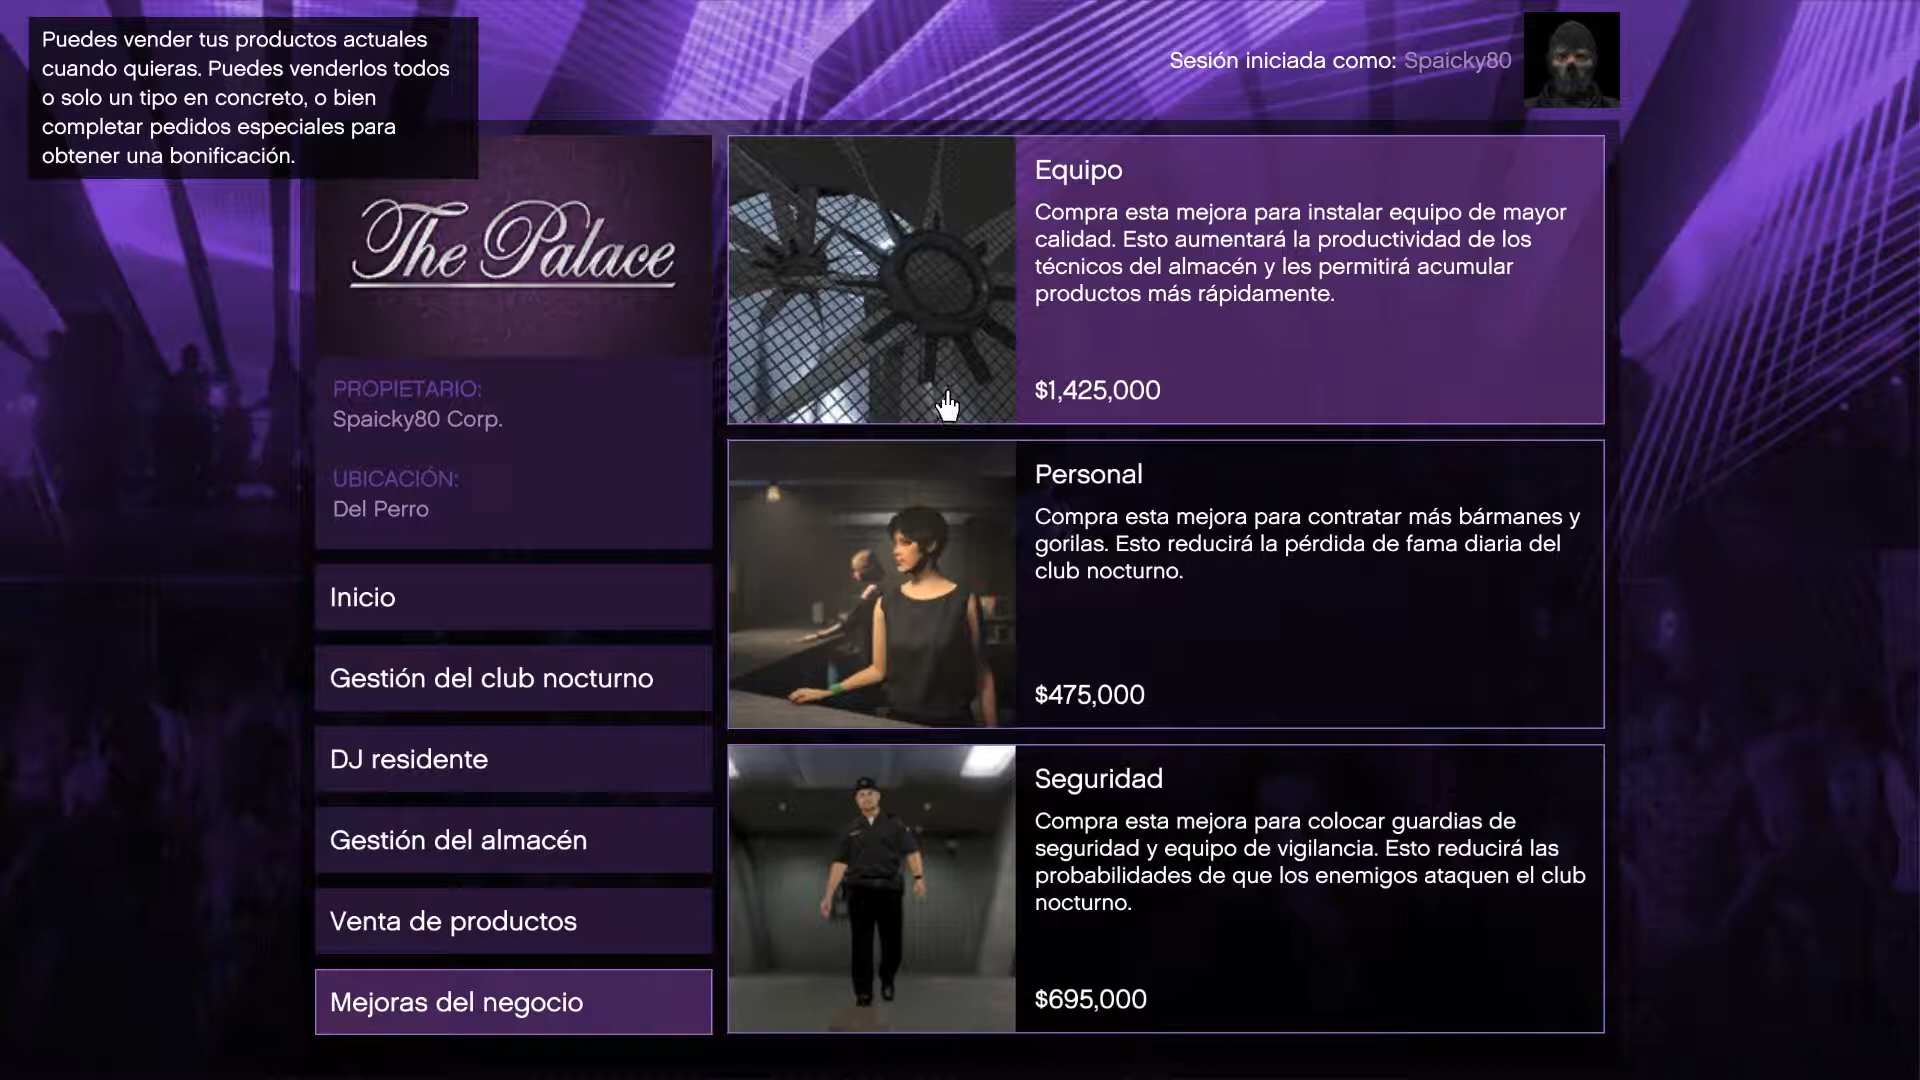 Puedes vender tus productos actuales
cuando quieras. Puedes venderlos todos
o solo un tipo en concreto, o bien
completar pedidos especiales para
obtener una bonificación.
Sesión iniciada como: Spaicky80
The Palace
PROPIETARIO:
Spaicky80 Corp.
UBICACIÓN:
Del Perro
Inicio
Gestión del club nocturno
DJ residente
Gestión del almacén
Venta de productos
Mejoras del negocio
Equipo
Compra esta mejora para instalar equipo de mayor
calidad. Esto aumentará la productividad de los
técnicos del almacén y les permitirá acumular
productos más rápidamente.
$1,425,000
Personal
Compra esta mejora para contratar más bármanes y
gorilas. Esto reducirá la pérdida de fama diaria del
club nocturno.
$475,000
Seguridad
Compra esta mejora para colocar guardias de
seguridad y equipo de vigilancia. Esto reducirá las
probabilidades de que los enemigos ataquen el club
nocturno.
$695,000